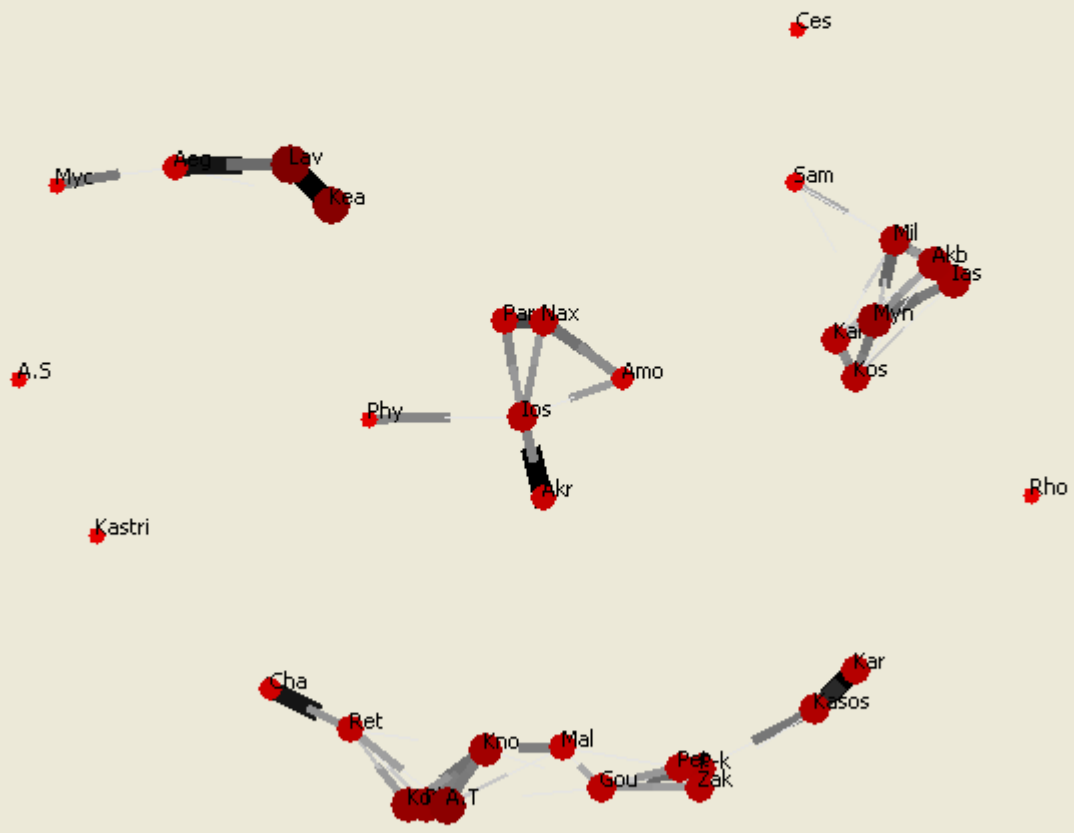 Ces
Lav
Aeg
Myc
Sam
Kea
Mil
Akb
Ias
Par
Nax
Myn
Kal
A.S
Amo
Kos
Phy
Ios
Akr
Rho
Kastri
Kar
Cha
Kasos
Ret
Kno
Mal
Gou
Zak
A.T